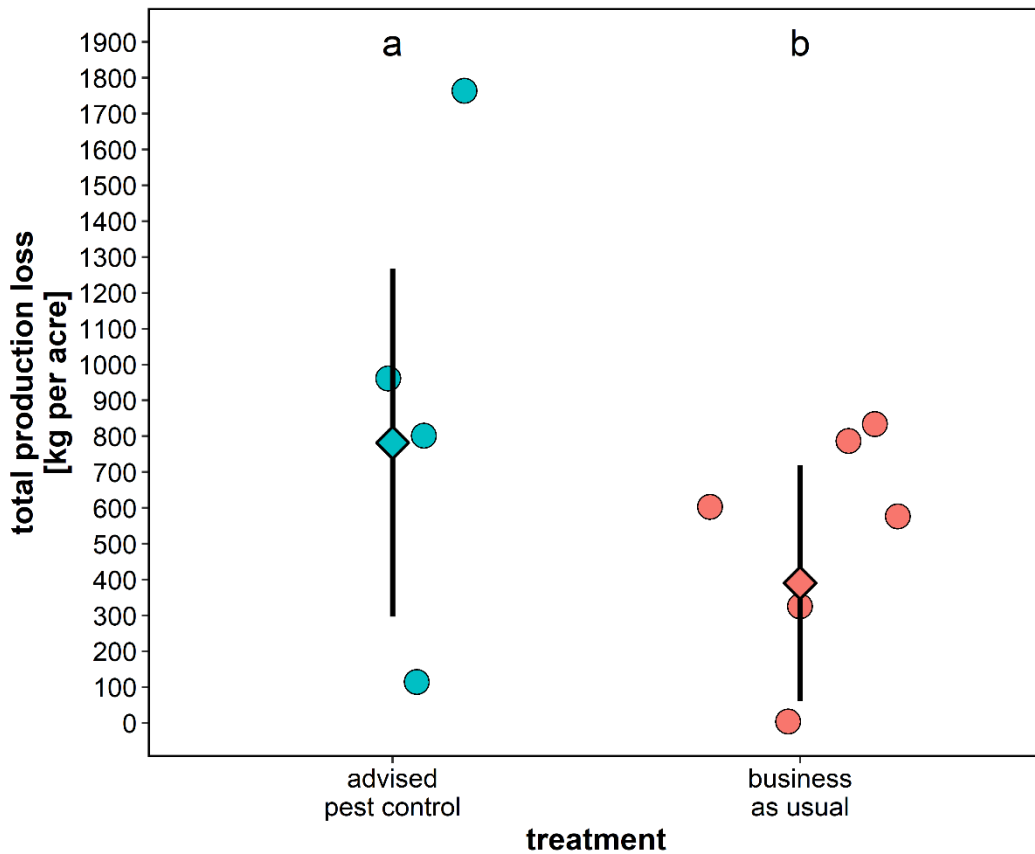 total production loss
[kg per acre]
1900
1800
1700
1600
1500
1400
1300
1200
1100
1000
900
800
700
600
500
400
300
200
100
0
a
b
advised
pest control
business
as usual
treatment